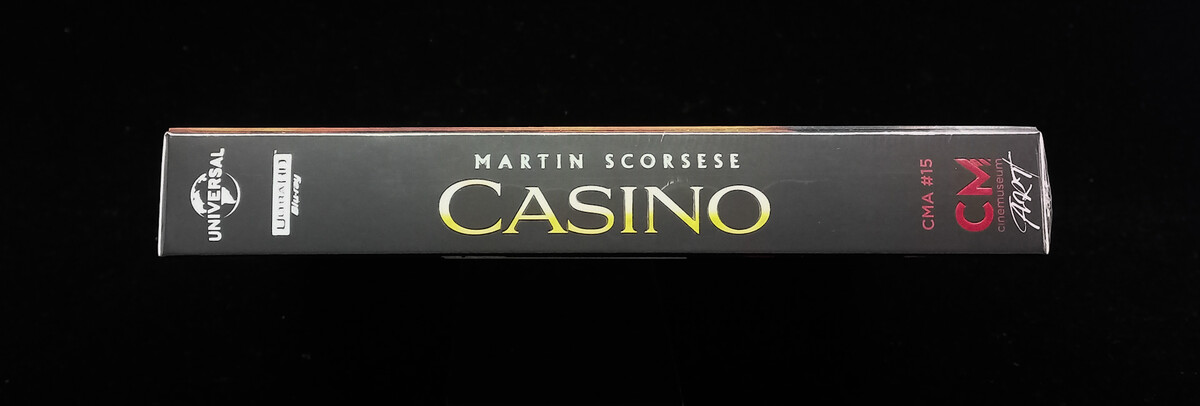 UNIVERSAL
ULTRA HD
Blu-ray
MARTIN SCORSESE
CASINO
CMA #15
CM
cinemuseum
ART